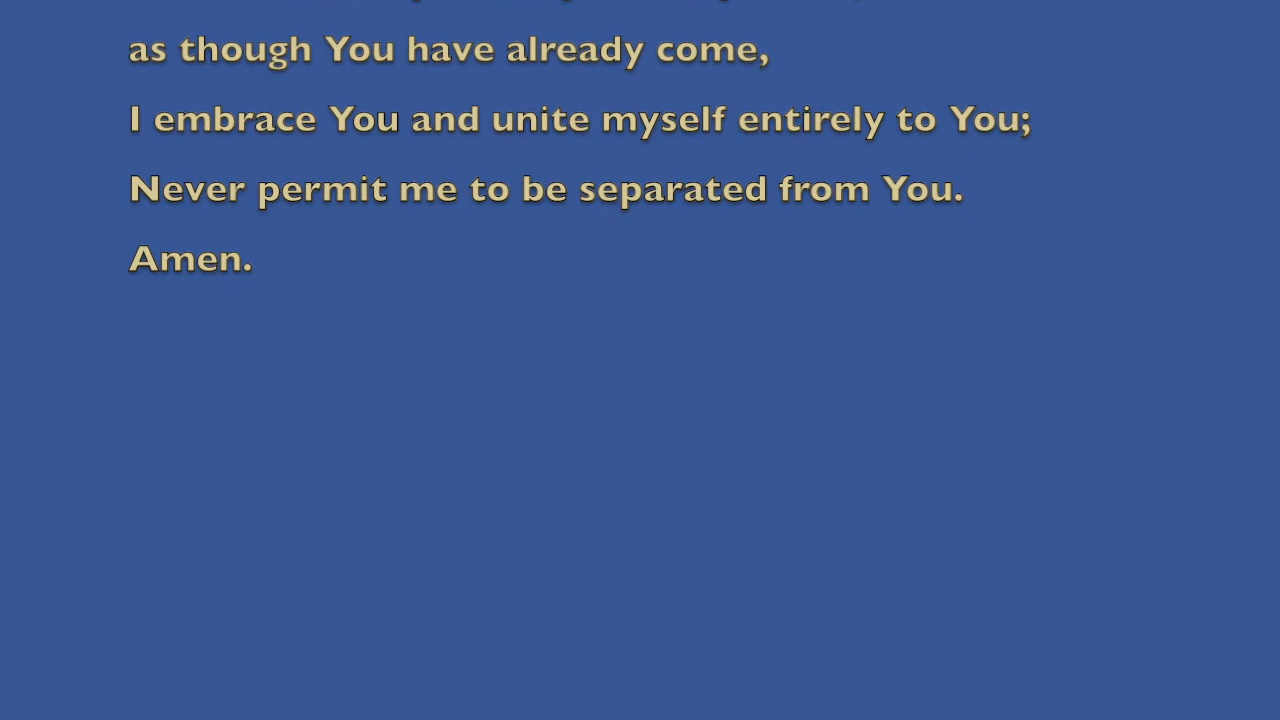 as though You have already come,
I embrace You and unite myself entirely to You;
Never permit me to be separated from You.
Amen.